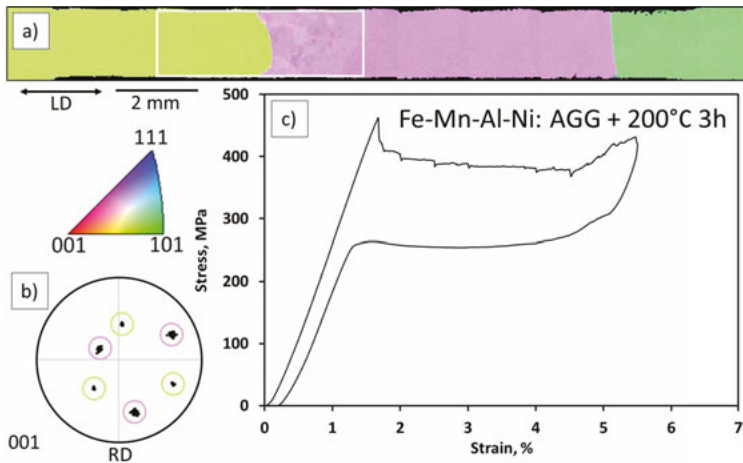 a)
LD
2 mm
111
001
101
b)
001
RD
c)
Fe-Mn-Al-Ni: AGG + 200°C 3h
Stress, MPa
500
400
300
200
100
0
0 1 2 3 4 5 6 7
Strain, %